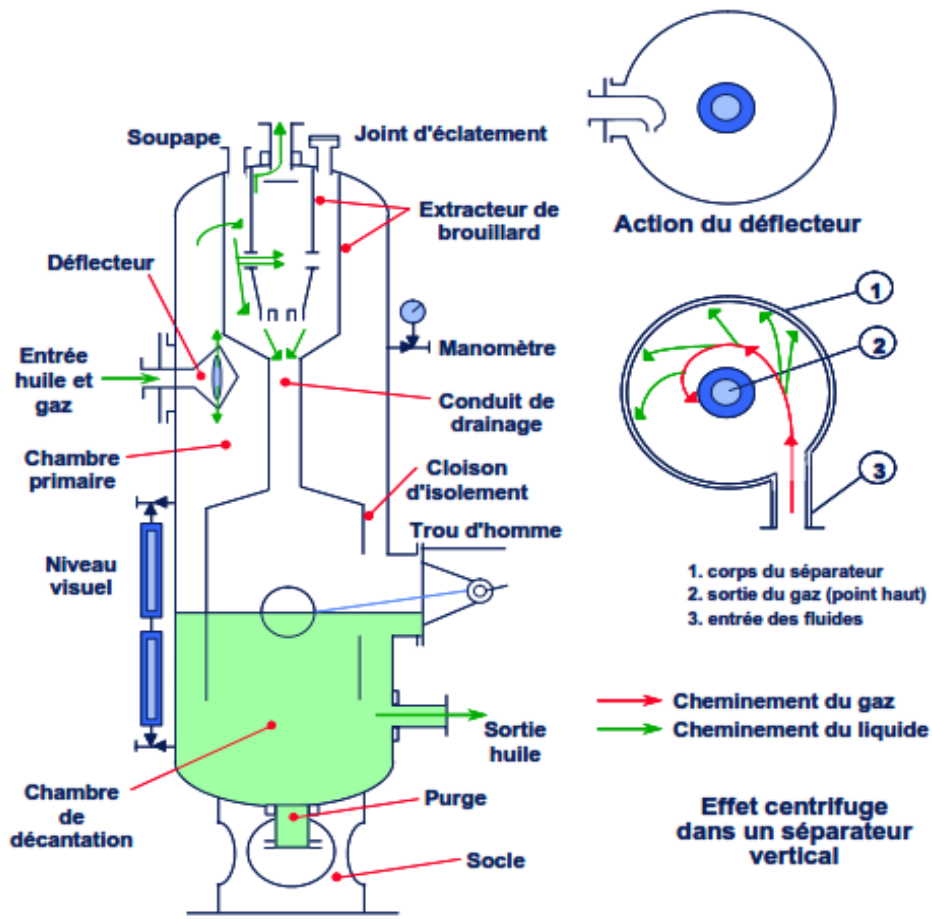 Soupape
Joint d'éclatement
Extracteur de
brouillard
Déflecteur
Entrée
huile et
gaz
Manomètre
Conduit de
drainage
Chambre
primaire
Cloison
d'isolement
Trou d'homme
Niveau
visuel
Sortie
huile
Chambre
de
décantation
Purge
Socle
Action du déflecteur
1
2
3
1. corps du séparateur
2. sortie du gaz (point haut)
3. entrée des fluides
Cheminement du gaz
Cheminement du liquide
Effet centrifuge
dans un séparateur
vertical